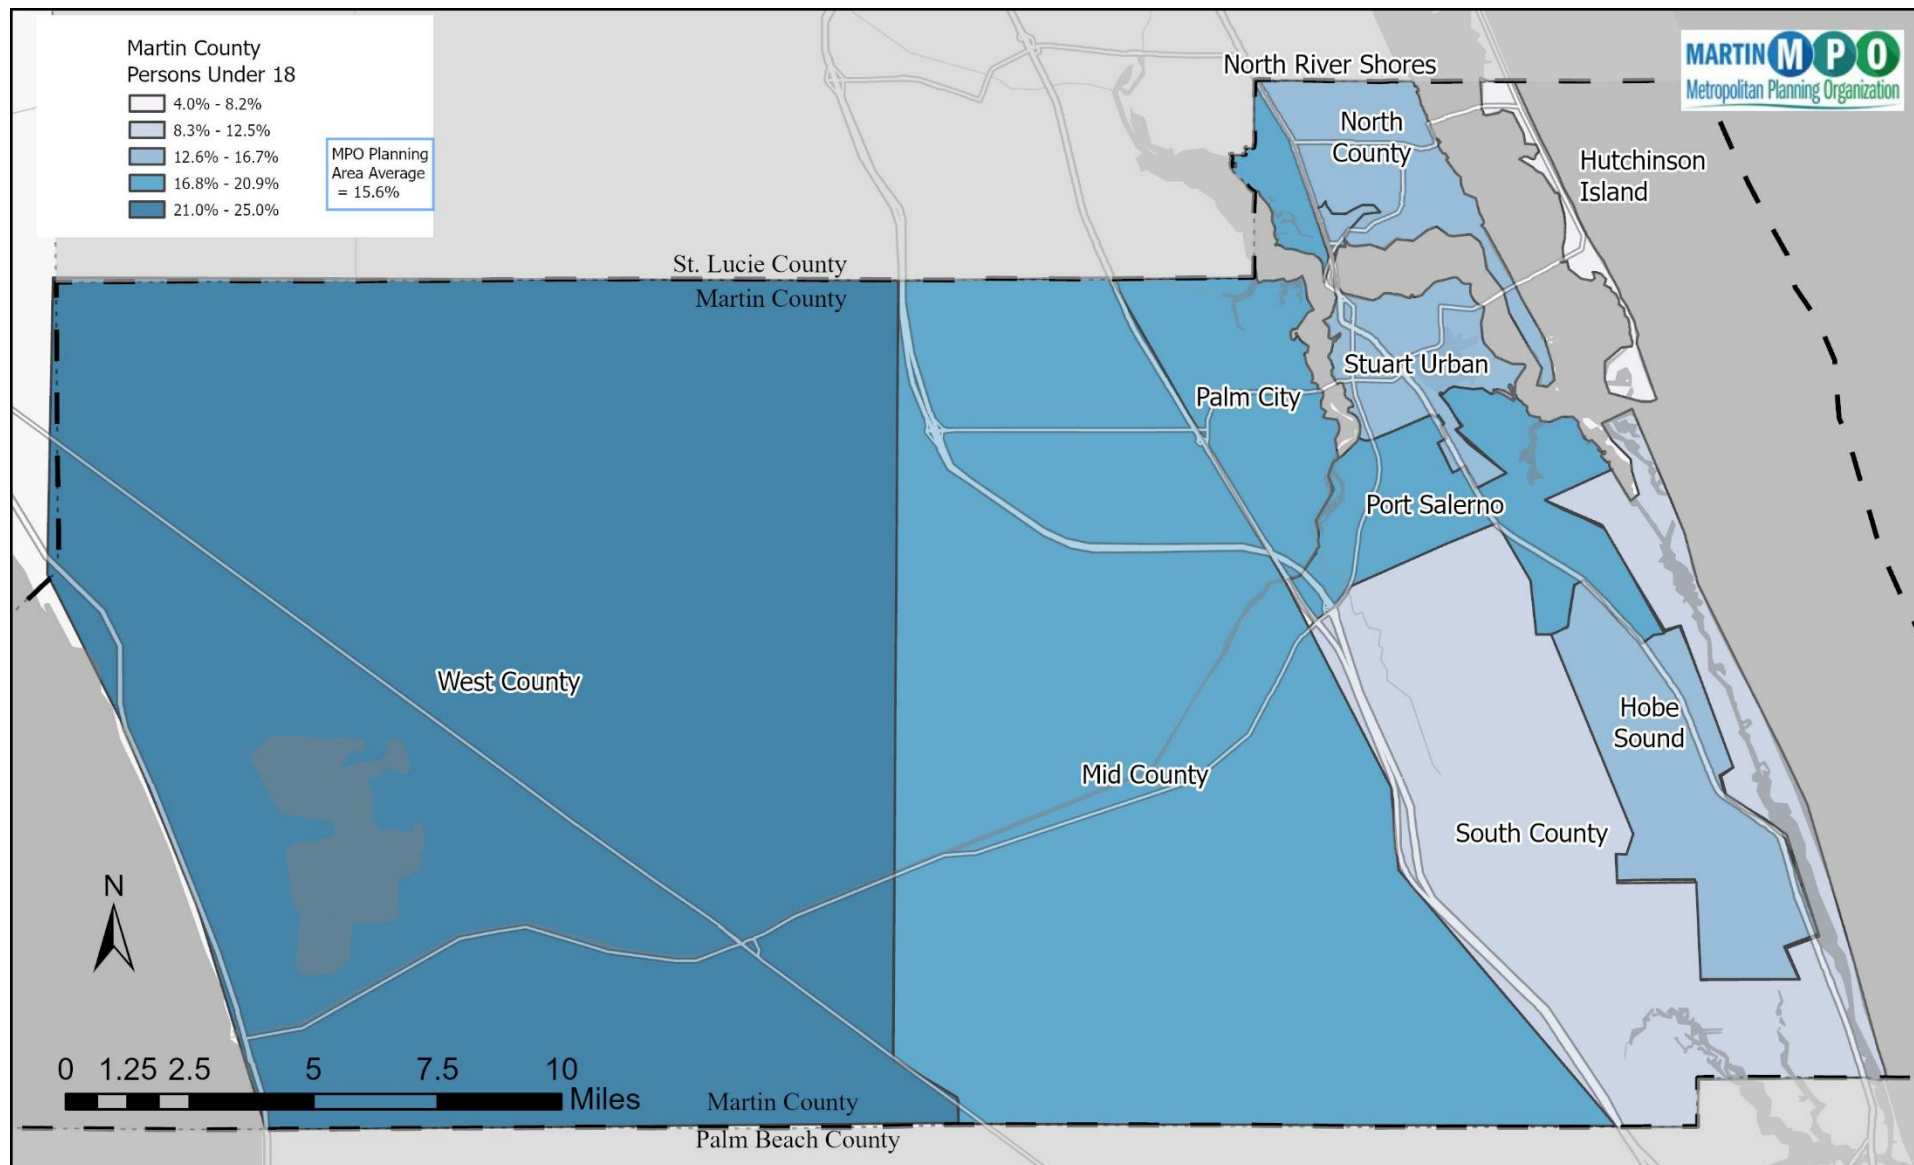 Martin County
Persons Under 18
4.0% - 8.2%
8.3% - 12.5%
12.6% - 16.7%
16.8% - 20.9%
21.0% - 25.0%
MPO Planning
Area Average
= 15.6%
MARTIN MPO
Metropolitan Planning Organization
North River Shores
North
County
Hutchinson
Island
St. Lucie County
Martin County
Stuart Urban
Palm City
Port Salerno
West County
Hobe
Sound
Mid County
South County
N
0 1.25 2.5 5 7.5 10
Miles
Martin County
Palm Beach County